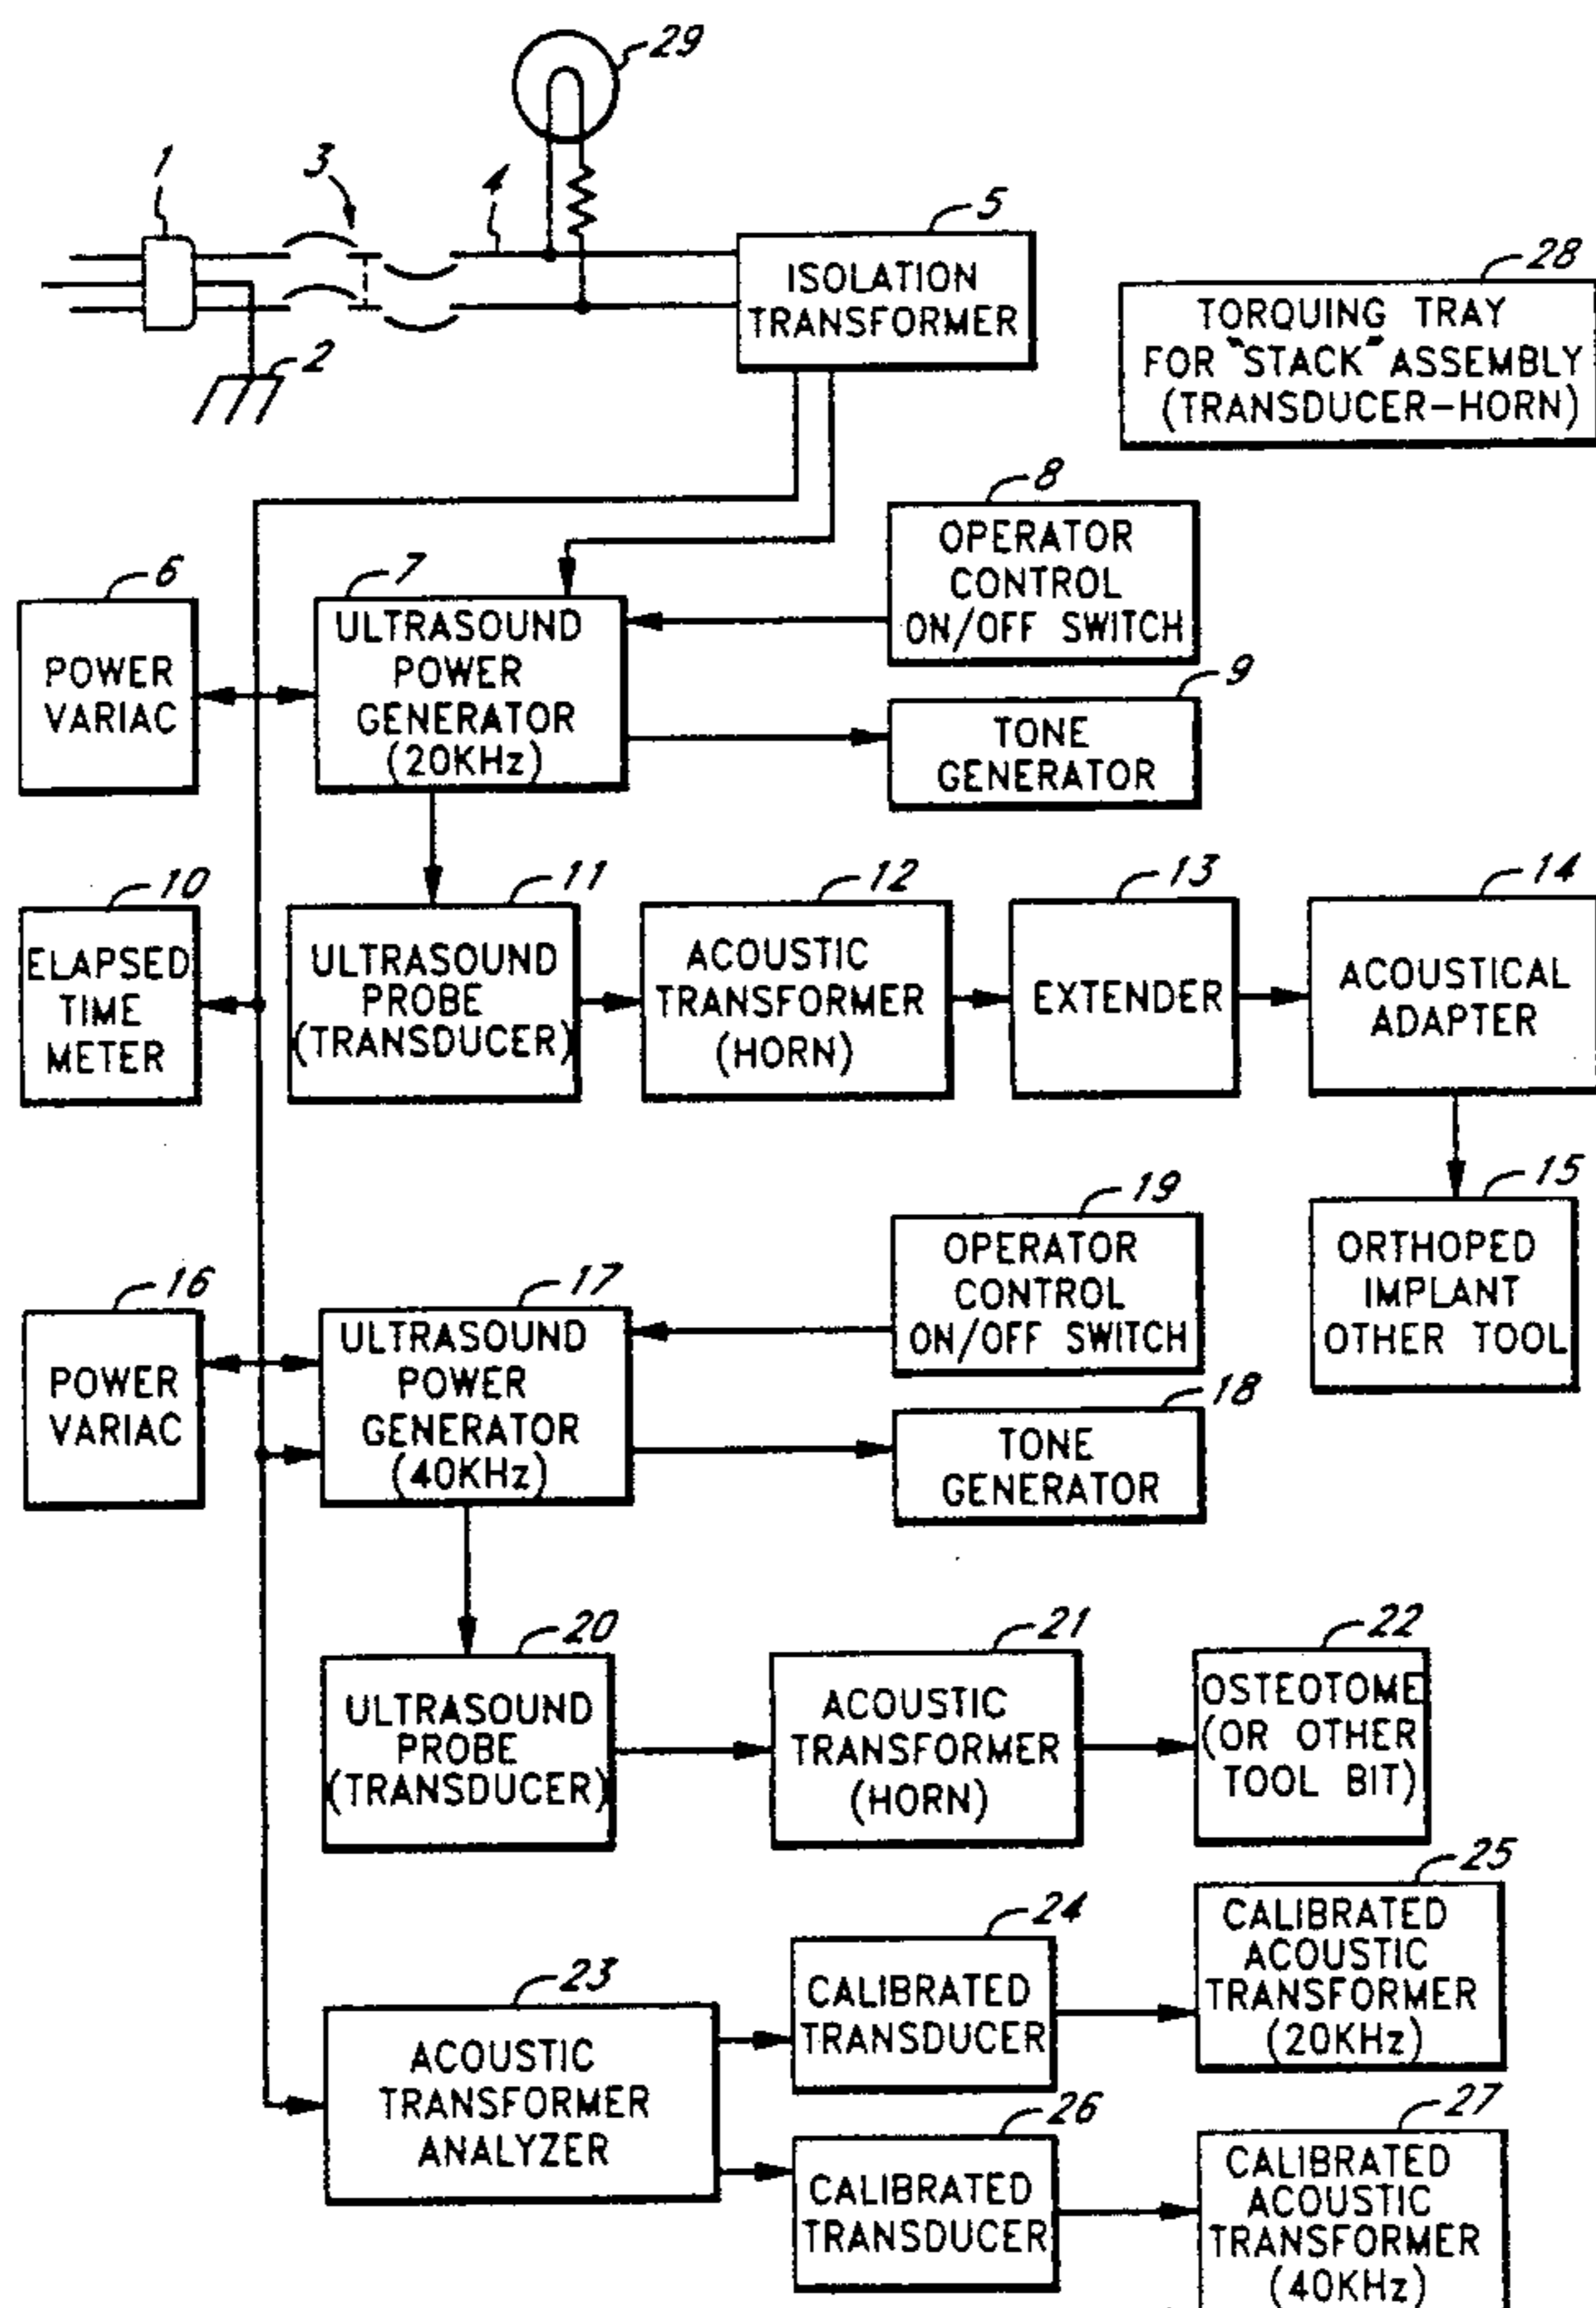 29
1
3
4
5
ISOLATION
TRANSFORMER
2
28
TORQUING TRAY
FOR "STACK" ASSEMBLY
(TRANSDUCER-HORN)
6
POWER
VARIAC
7
ULTRASOUND
POWER
GENERATOR
(20KHz)
8
OPERATOR
CONTROL
ON/OFF SWITCH
9
TONE
GENERATOR
10
ELAPSED
TIME
METER
11
ULTRASOUND
PROBE
(TRANSDUCER)
12
ACOUSTIC
TRANSFORMER
(HORN)
13
EXTENDER
14
ACOUSTICAL
ADAPTER
15
ORTHOPED
IMPLANT
OTHER TOOL
16
POWER
VARIAC
17
ULTRASOUND
POWER
GENERATOR
(40KHz)
19
OPERATOR
CONTROL
ON/OFF SWITCH
18
TONE
GENERATOR
20
ULTRASOUND
PROBE
(TRANSDUCER)
21
ACOUSTIC
TRANSFORMER
(HORN)
22
OSTEOTOME
(OR OTHER
TOOL BIT)
23
ACOUSTIC
TRANSFORMER
ANALYZER
24
CALIBRATED
TRANSDUCER
25
CALIBRATED
ACOUSTIC
TRANSFORMER
(20KHz)
26
CALIBRATED
TRANSDUCER
27
CALIBRATED
ACOUSTIC
TRANSFORMER
(40KHz)